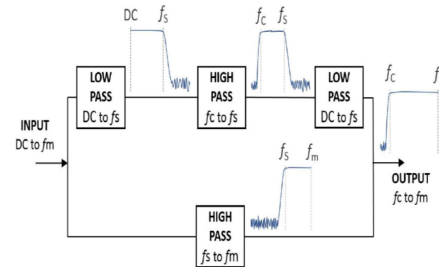 DC fs
fc fs
LOW PASS DC to fs
HIGH PASS fc to fs
LOW PASS DC to fs
fc f
INPUT DC to fm
fs fm
OUTPUT fc to fm
HIGH PASS fs to fm